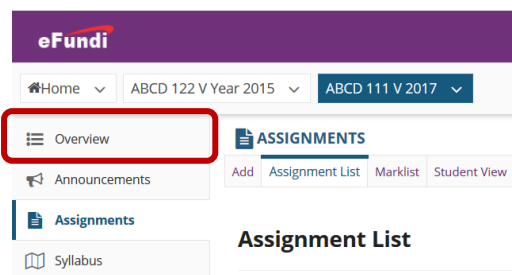 eFundi
Home ABCD 122 V Year 2015 ABCD 111 V 2017
Overview
Announcements
Assignments
Syllabus
ASSIGNMENTS
Add Assignment List Marklist Student View
Assignment List